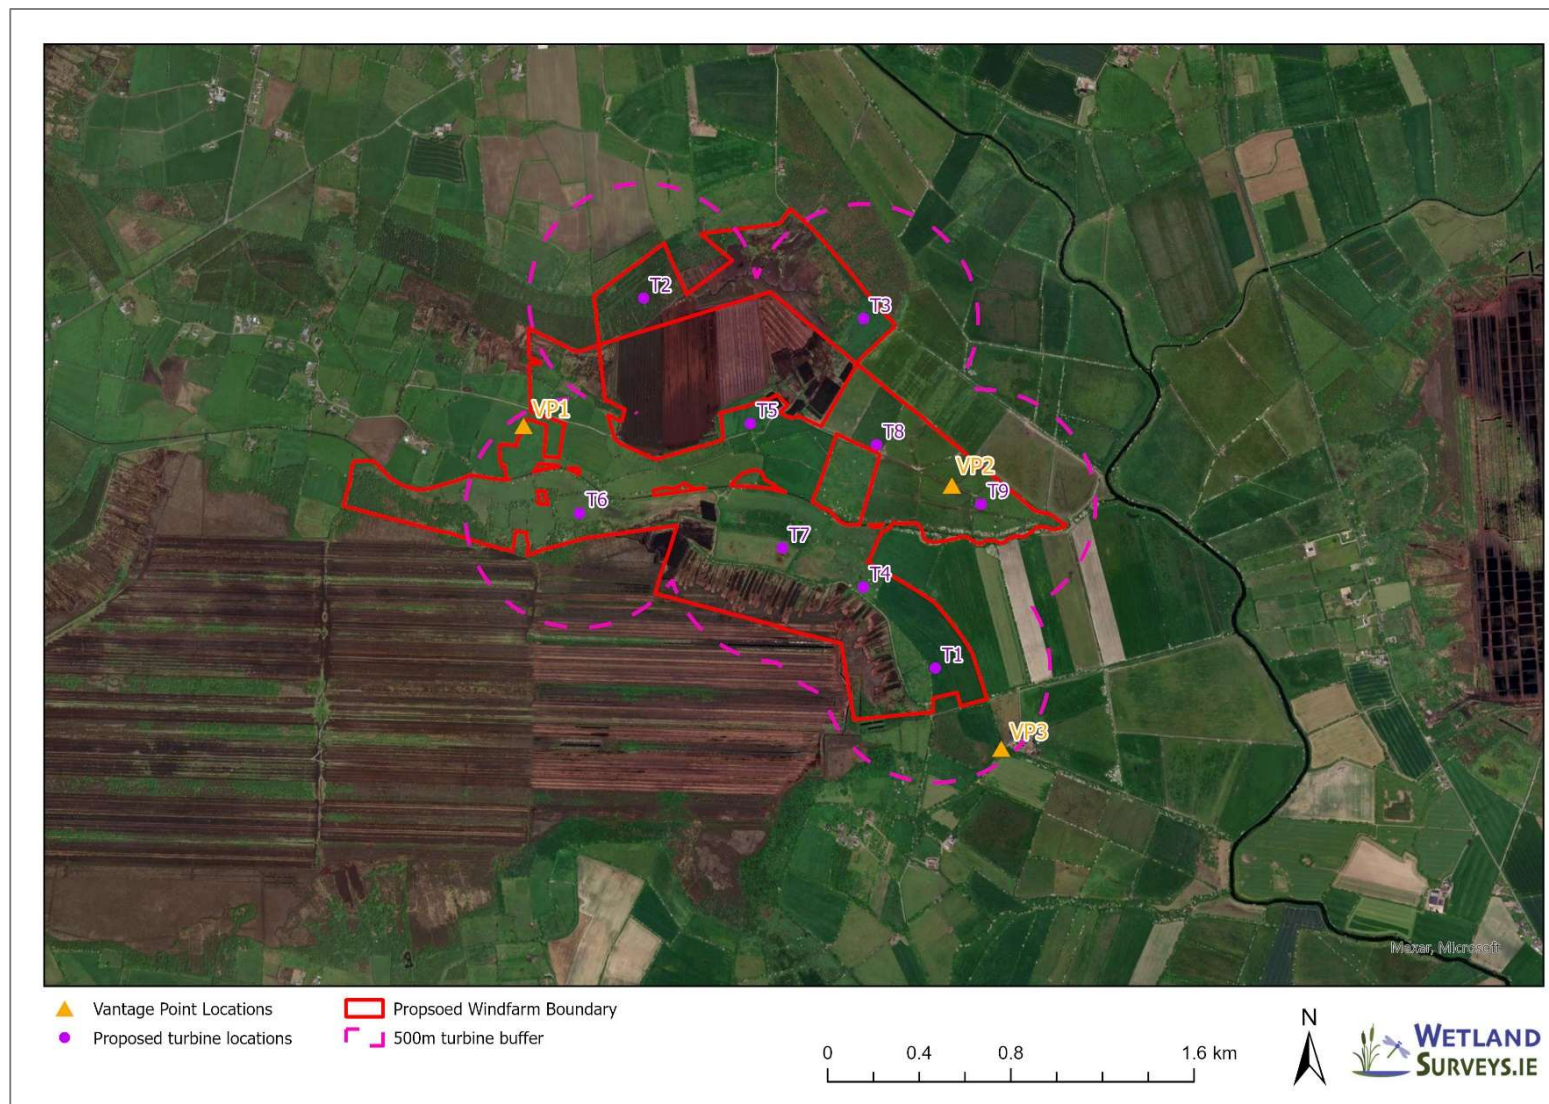 T2
T3
VP1
T5
T8
VP2
T9
T6
T7
T4
T1
VP3
Maxar, Microsoft
Vantage Point Locations
Propsoed Windfarm Boundary
Proposed turbine locations
500m turbine buffer
0 0.4 0.8 1.6 km
N
WETLAND
SURVEYS.IE